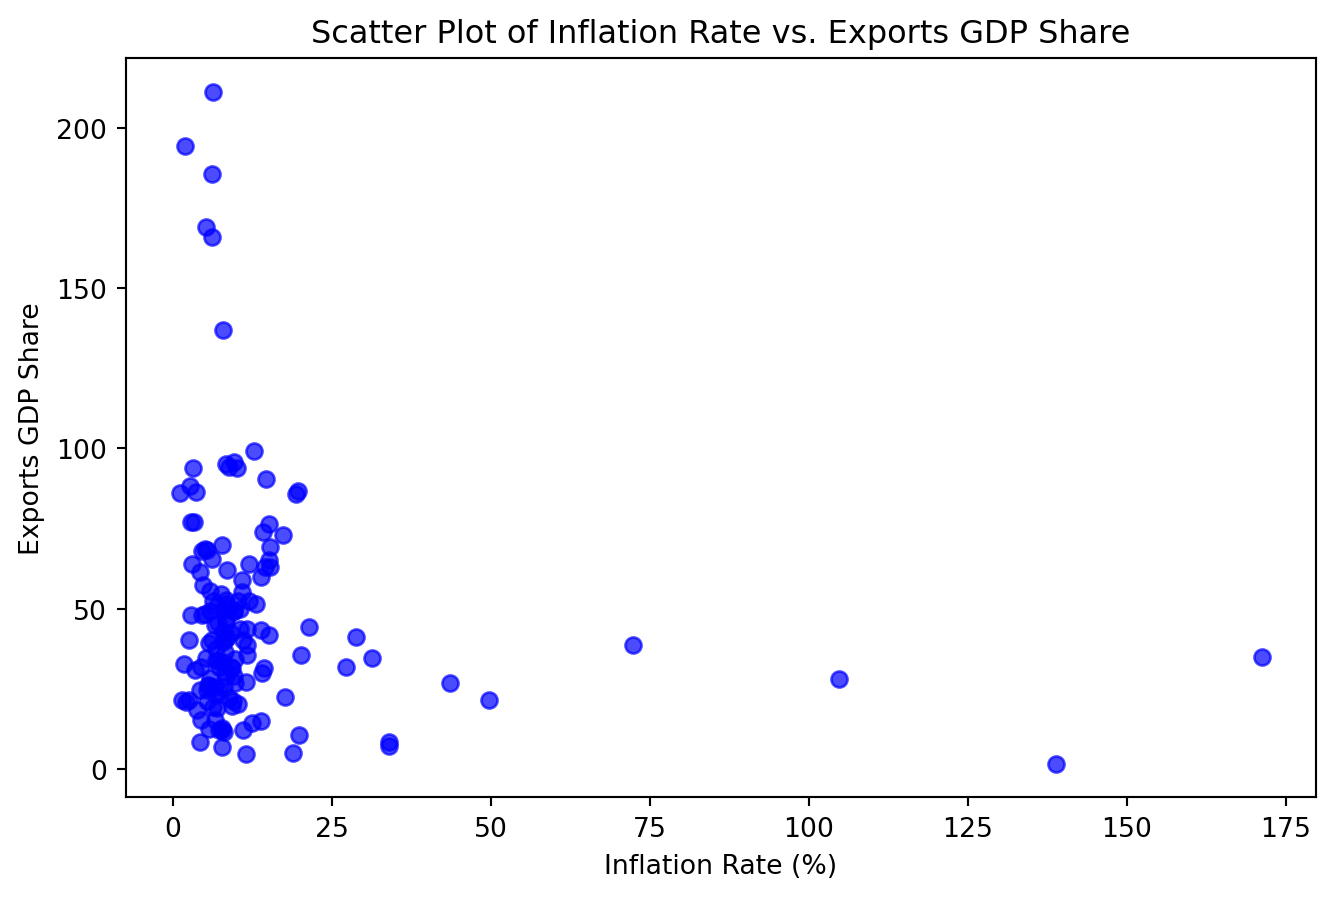 Scatter Plot of Inflation Rate vs. Exports GDP Share
200
150
100
50
0
Exports GDP Share
0 25 50 75 100 125 150 175
Inflation Rate (%)